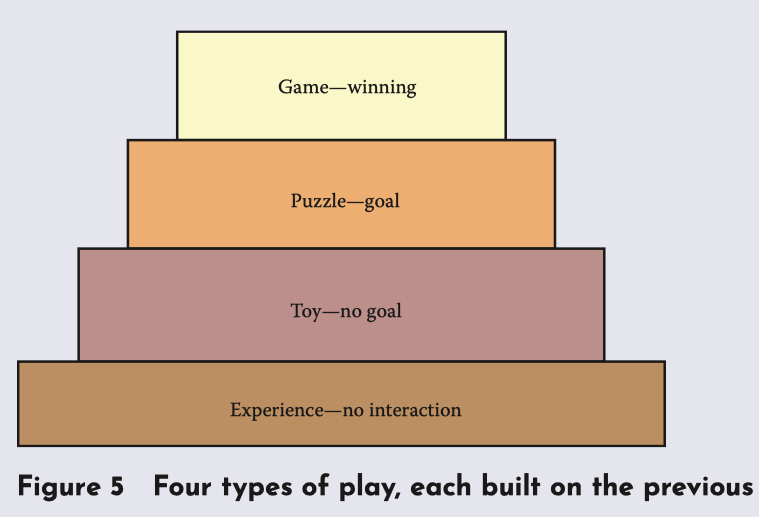 Game—winning
Puzzle—goal
Toy—no goal
Experience—no interaction
Figure 5 Four types of play, each built on the previous